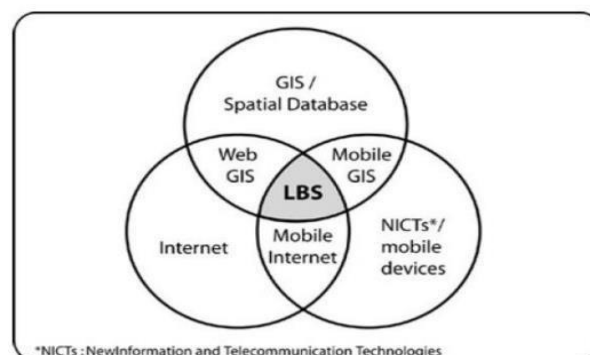 GIS /
Spatial Database
Web
GIS
Mobile
GIS
LBS
Internet
Mobile
Internet
NICTs*/
mobile
devices
*NICTs : NewInformation and Telecommunication Technologies